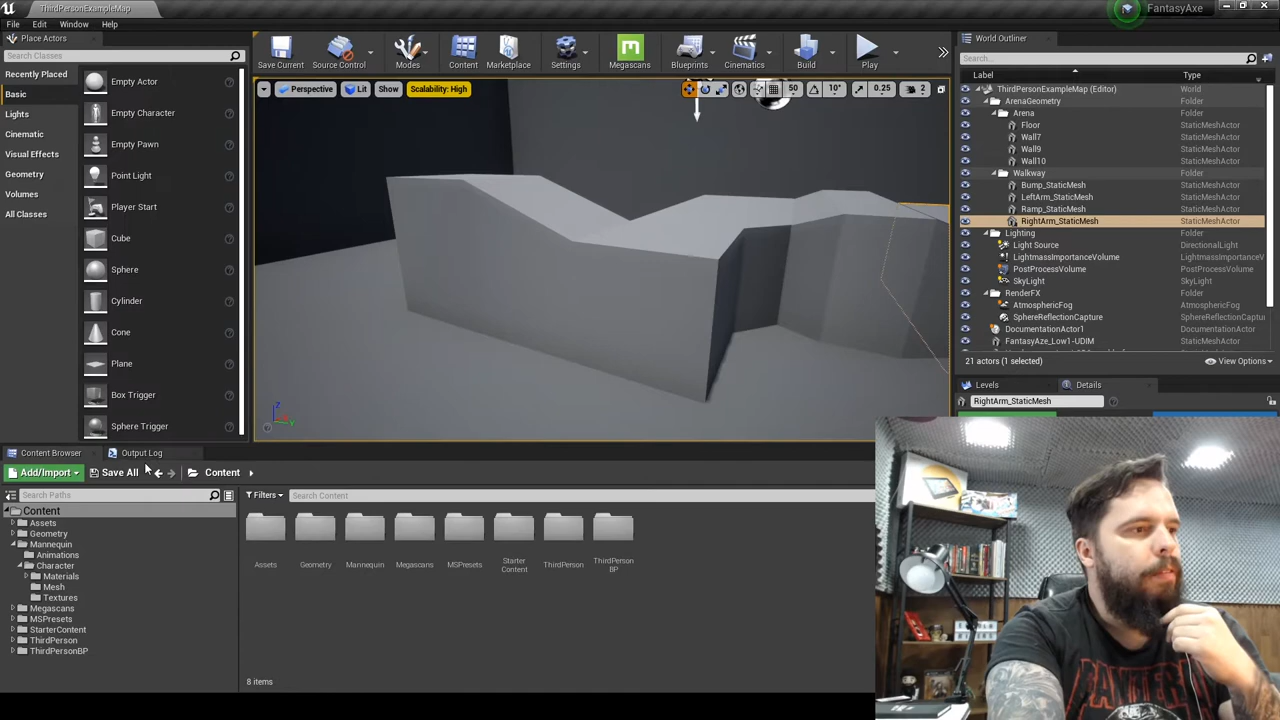 ThirdPersonExampleMap
FantasyAxe
File Edit Window Help
Place Actors
Search Classes
Recently Placed
Basic
Lights
Cinematic
Visual Effects
Geometry
Volumes
All Classes
Empty Actor
Empty Character
Empty Pawn
Point Light
Player Start
Cube
Sphere
Cylinder
Cone
Plane
Box Trigger
Sphere Trigger
Save Current
Source Control
Modes
Content
Marketplace
Settings
Megascans
Blueprints
Cinematics
Build
Play
Perspective
Lit
Show
Scalability: High
50
10°
0.25
2
Z
Y
World Outliner
Search...
Label Type
ThirdPersonExampleMap (Editor) World
ArenaGeometry Folder
Arena Folder
Floor StaticMeshActor
Wall7 StaticMeshActor
Wall9 StaticMeshActor
Wall10 StaticMeshActor
Walkway Folder
Bump_StaticMesh StaticMeshActor
LeftArm_StaticMesh StaticMeshActor
Ramp_StaticMesh StaticMeshActor
RightArm_StaticMesh StaticMeshActor
Lighting Folder
Light Source DirectionalLight
LightmassImportanceVolume LightmassImportanceV
PostProcessVolume PostProcessVolume
SkyLight SkyLight
RenderFX Folder
AtmosphericFog AtmosphericFog
SphereReflectionCapture SphereReflectionCaptu
DocumentationActor1 DocumentationActor
FantasyAze_Low1-UDIM StaticMeshActor
21 actors (1 selected)
View Options
Levels
Details
RightArm_StaticMesh
Content Browser
Output Log
Add/Import
Save All
Content
Search Paths
Filters
Search Content
Content
Assets
Geometry
Mannequin
Animations
Character
Materials
Mesh
Textures
Megascans
MSPresets
StarterContent
ThirdPerson
ThirdPersonBP
Assets
Geometry
Mannequin
Megascans
MSPresets
Starter
Content
ThirdPerson
ThirdPerson
BP
8 items
PANTERA